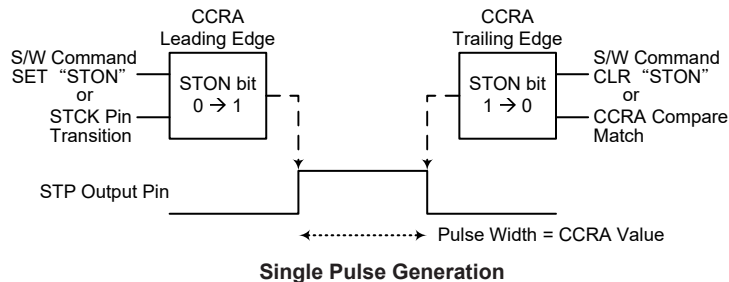 CCRA
Leading Edge
S/W Command
SET “STON”
or
STCK Pin
Transition
STON bit
0 → 1
CCRA
Trailing Edge
STON bit
1 → 0
S/W Command
CLR “STON”
or
CCRA Compare
Match
STP Output Pin
Pulse Width = CCRA Value
Single Pulse Generation